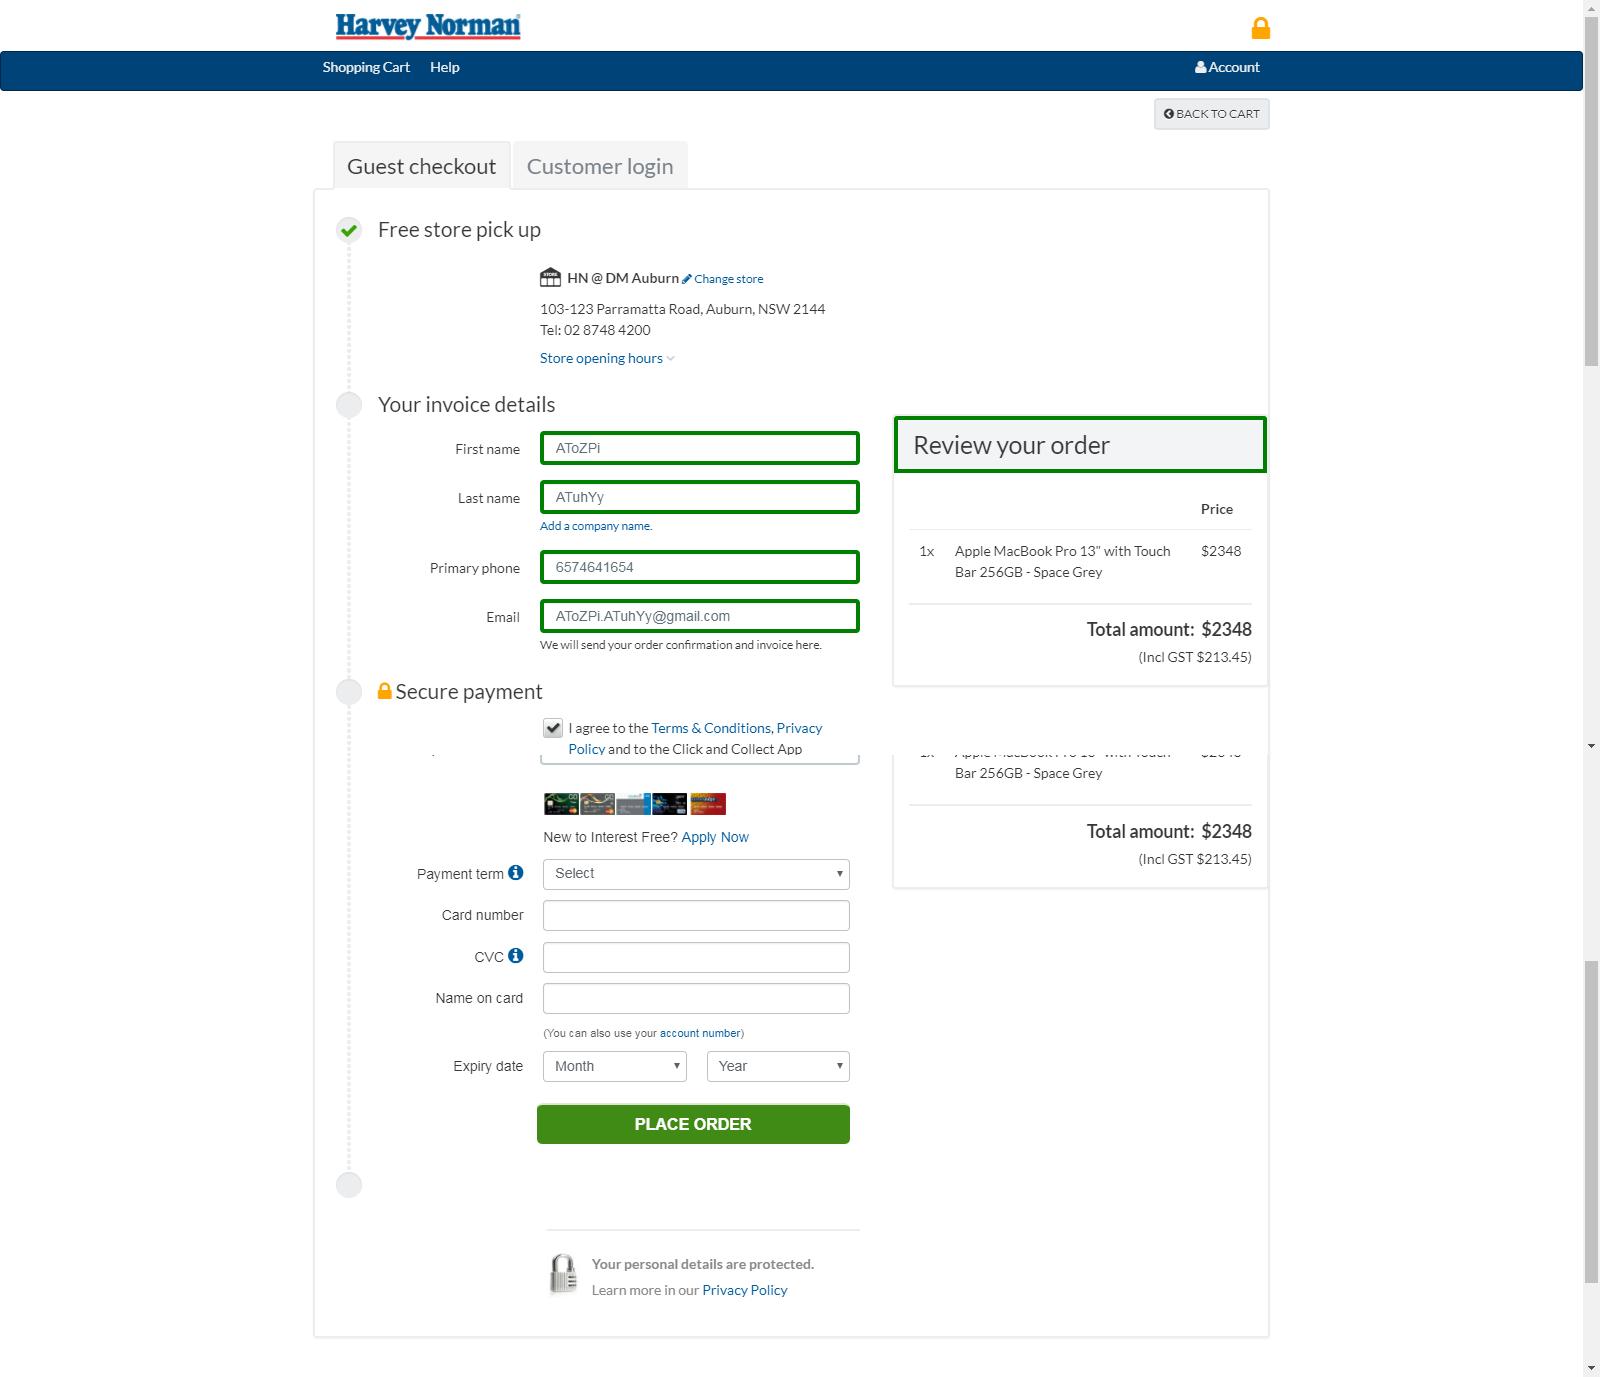 Harvey Norman
Shopping Cart Help Account
BACK TO CART
Guest checkout Customer login
Free store pick up
STORE HN @ DM Auburn Change store
103-123 Parramatta Road, Auburn, NSW 2144
Tel: 02 8748 4200
Store opening hours
Your invoice details
First name AToZPi
Last name ATuhYy
Add a company name.
Primary phone 6574641654
Email AToZPi.ATuhYy@gmail.com
We will send your order confirmation and invoice here.
Review your order
Price
1x Apple MacBook Pro 13" with Touch $2348
Bar 256GB - Space Grey
Total amount: $2348
(Incl GST $213.45)
Secure payment
I agree to the Terms & Conditions, Privacy
Policy and to the Click and Collect App
Bar 256GB - Space Grey
Total amount: $2348
(Incl GST $213.45)
New to Interest Free? Apply Now
Payment term Select
Card number
CVC
Name on card
(You can also use your account number)
Expiry date Month Year
PLACE ORDER
Your personal details are protected.
Learn more in our Privacy Policy